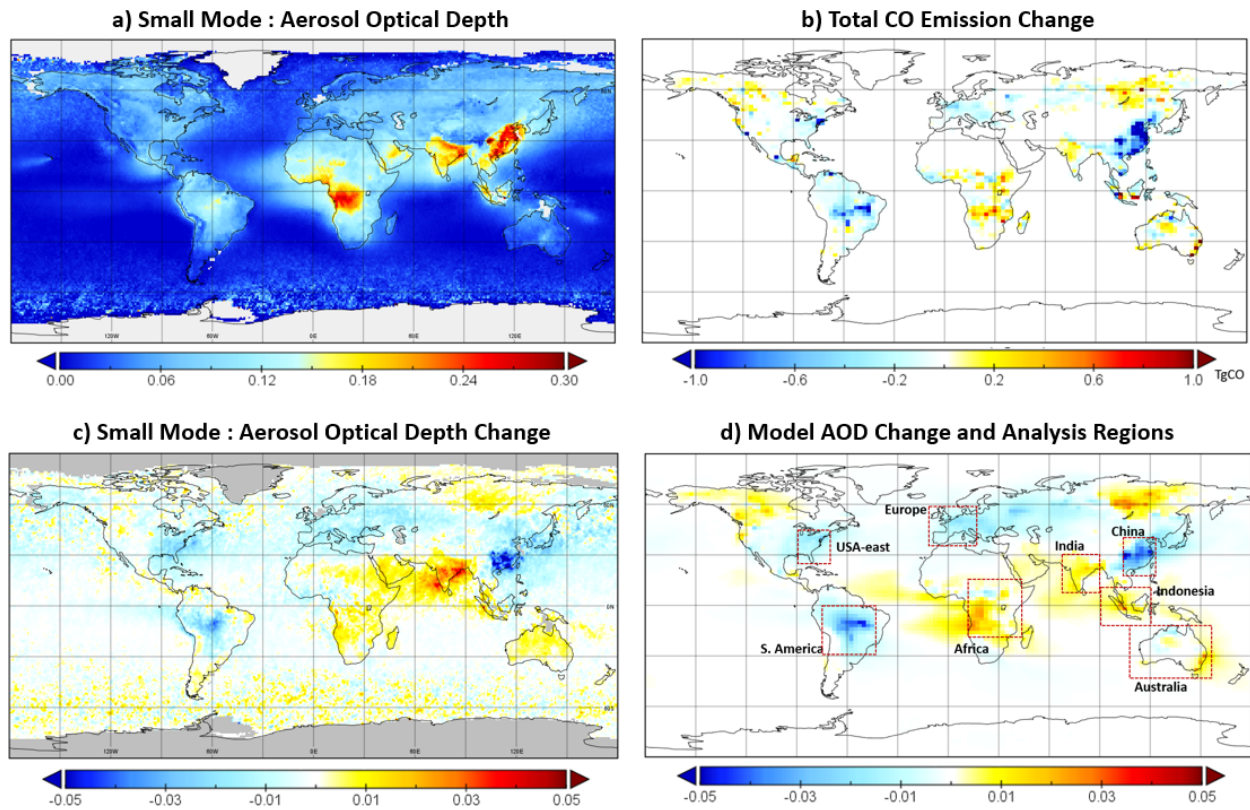 a) Small Mode : Aerosol Optical Depth
120W 60W 0E 60E 120E
0.00 0.06 0.12 0.18 0.24 0.30
b) Total CO Emission Change
-1.0 -0.6 -0.2 0.2 0.6 1.0 TgCO
c) Small Mode : Aerosol Optical Depth Change
60N
0N
60S
120W 60W 0E 60E 120E
-0.05 -0.03 -0.01 0.01 0.03 0.05
d) Model AOD Change and Analysis Regions
Europe
USA-east
China
India
Indonesia
S. America
Africa
Australia
-0.05 -0.03 -0.01 0.01 0.03 0.05